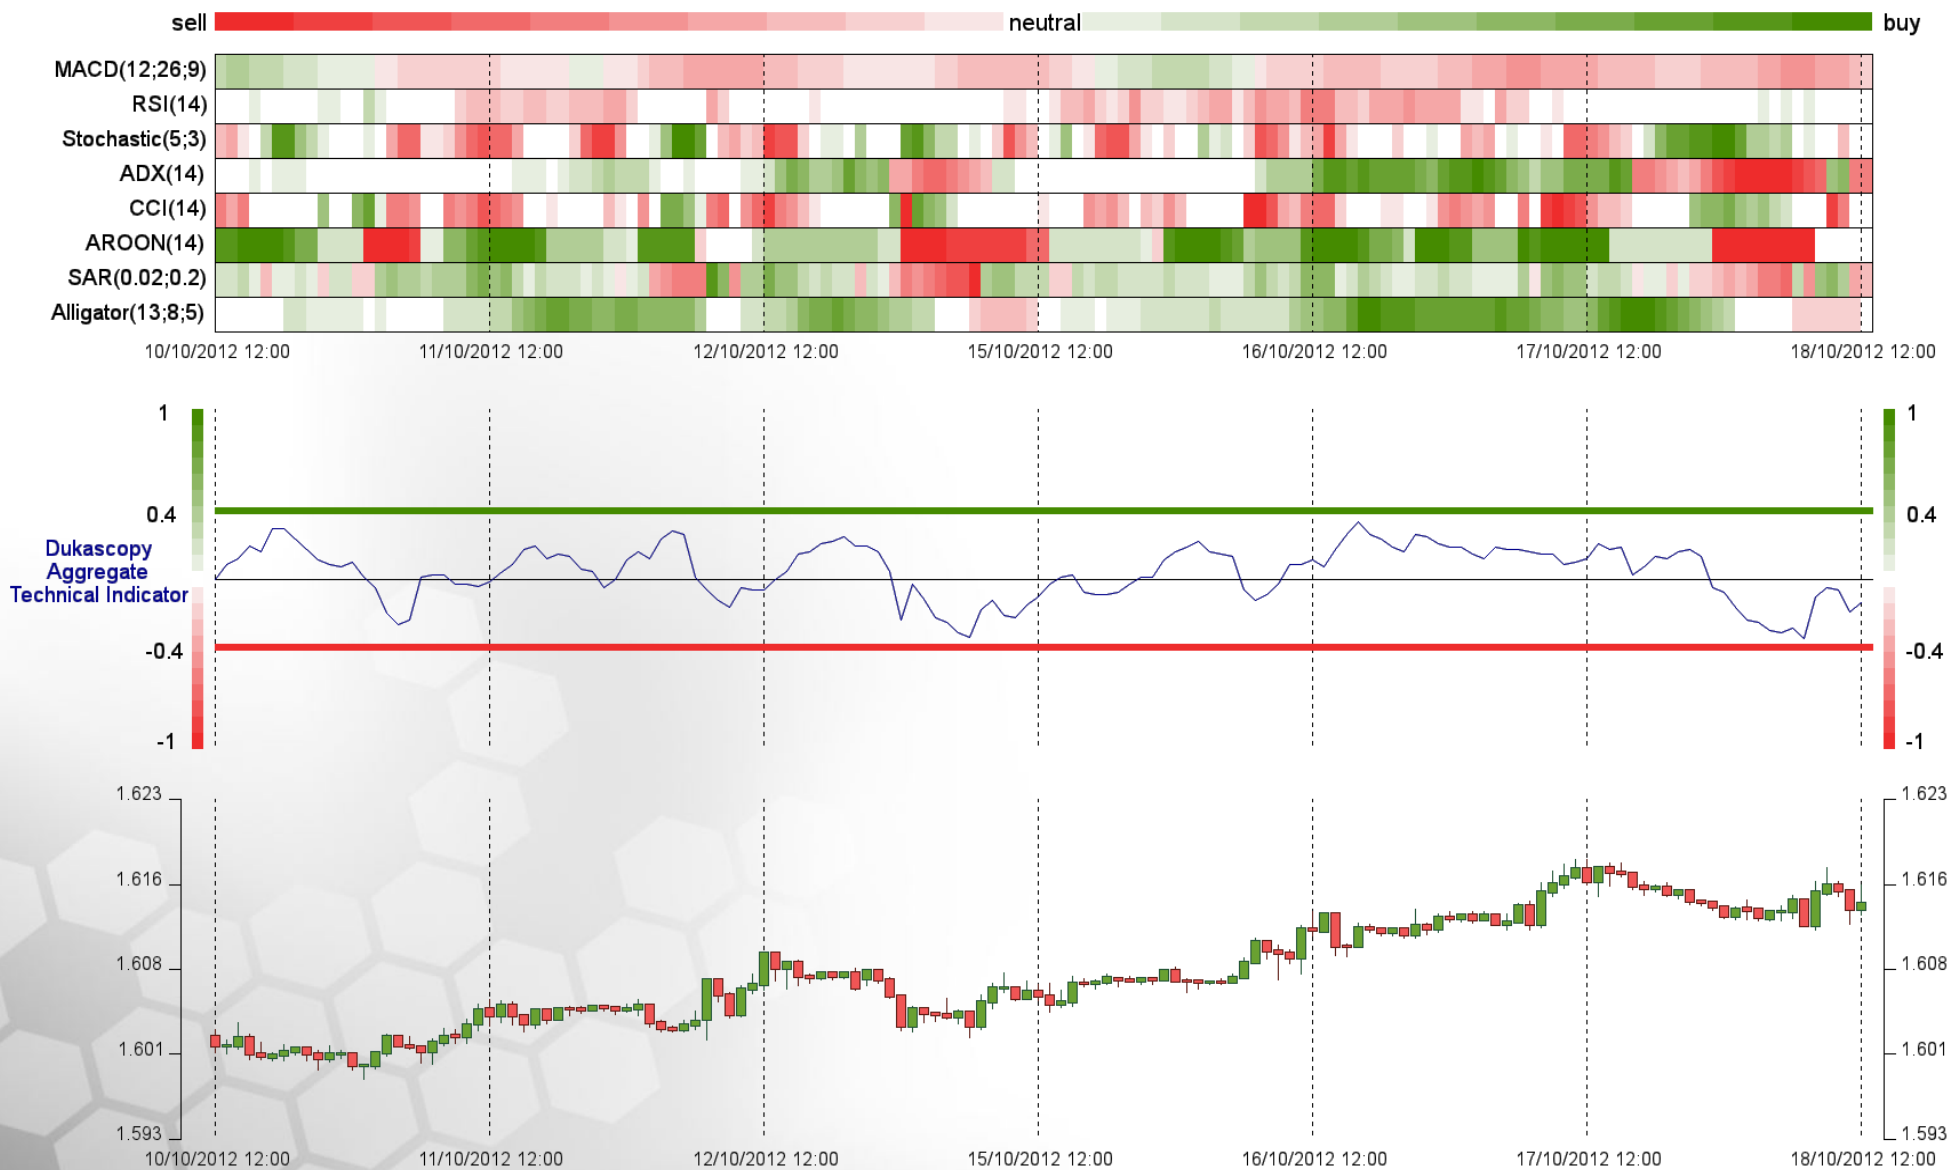 sell neutral buy
MACD(12;26;9)
RSI(14)
Stochastic(5;3)
ADX(14)
CCI(14)
AROON(14)
SAR(0.02;0.2)
Alligator(13;8;5)
10/10/2012 12:00 11/10/2012 12:00 12/10/2012 12:00 15/10/2012 12:00 16/10/2012 12:00 17/10/2012 12:00 18/10/2012 12:00
1 1
0.4 0.4
Dukascopy
Aggregate
Technical Indicator
-0.4 -0.4
-1 -1
1.623 1.623
1.616 1.616
1.608 1.608
1.601 1.601
1.593 1.593
10/10/2012 12:00 11/10/2012 12:00 12/10/2012 12:00 15/10/2012 12:00 16/10/2012 12:00 17/10/2012 12:00 18/10/2012 12:00